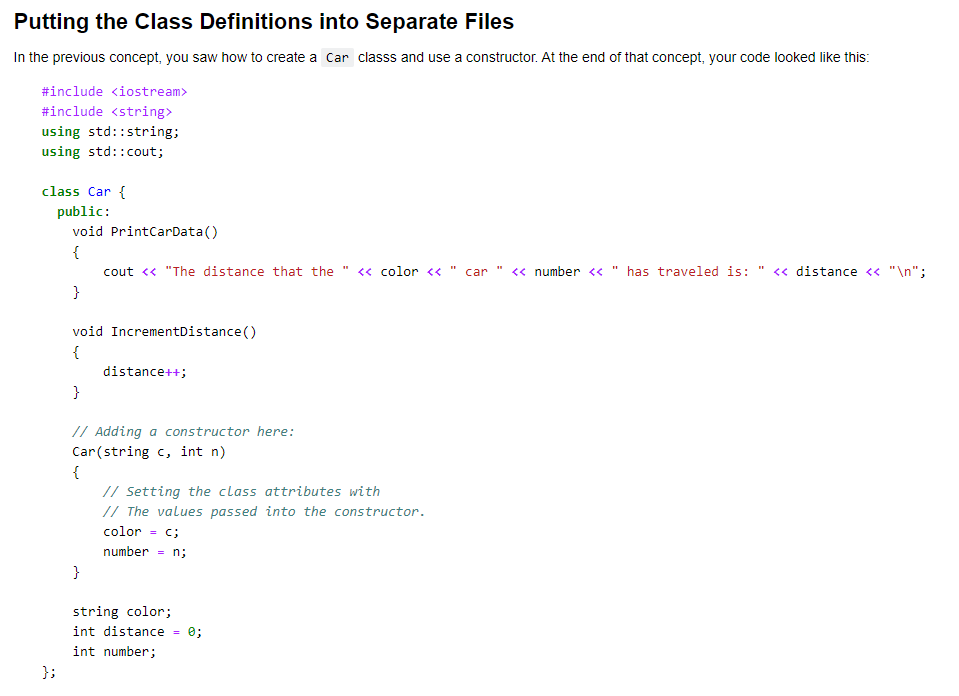 Putting the Class Definitions into Separate Files
In the previous concept, you saw how to create a Car classs and use a constructor. At the end of that concept, your code looked like this:
#include <iostream>
#include <string>
using std::string;
using std::cout;
class Car {
  public:
    void PrintCarData()
    {
        cout << "The distance that the " << color << " car " << number << " has traveled is: " << distance << "\n";
    }
    void IncrementDistance()
    {
        distance++;
    }
    // Adding a constructor here:
    Car(string c, int n)
    {
        // Setting the class attributes with
        // The values passed into the constructor.
        color = c;
        number = n;
    }
    string color;
    int distance = 0;
    int number;
};